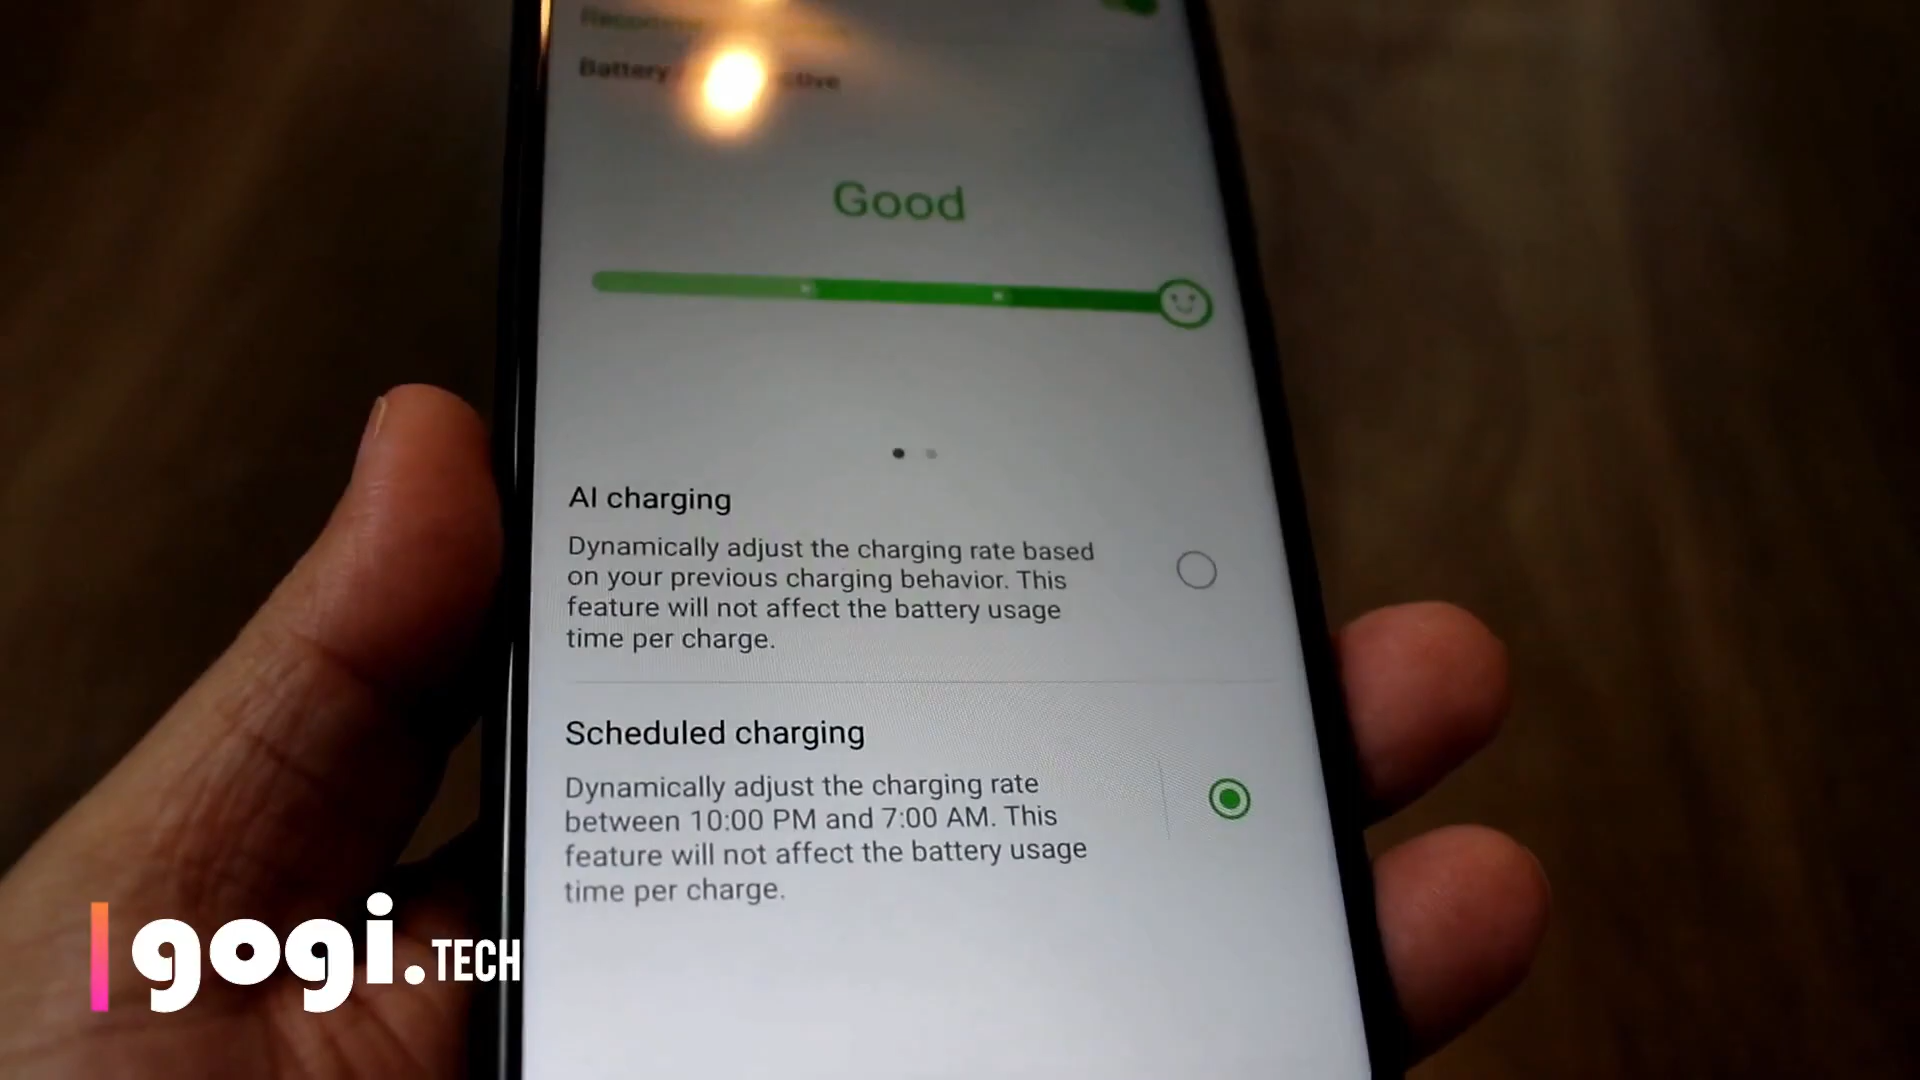 Battery
Good
AI charging
Dynamically adjust the charging rate based
on your previous charging behavior. This
feature will not affect the battery usage
time per charge.
Scheduled charging
Dynamically adjust the charging rate
between 10:00 PM and 7:00 AM. This
feature will not affect the battery usage
time per charge.
gogi.TECH